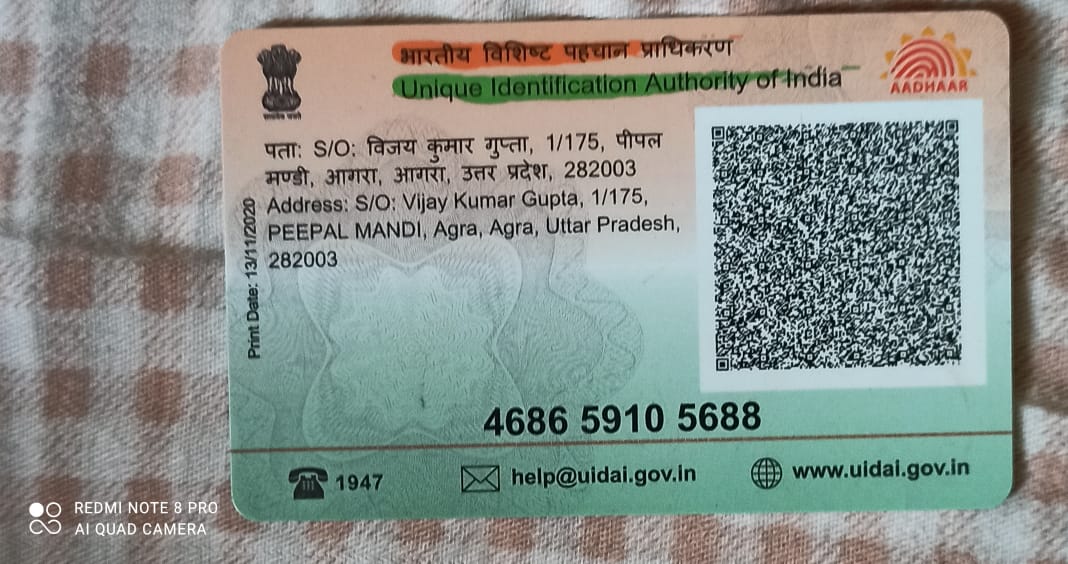 भारतीय विशिष्ट पहचान प्राधिकरण
Unique Identification Authority of India
AADHAAR
पता: S/O: विजय कुमार गुप्ता, 1/175, पीपल
मण्डी, आगरा, आगरा, उत्तर प्रदेश, 282003
Address: S/O: Vijay Kumar Gupta, 1/175,
PEEPAL MANDI, Agra, Agra, Uttar Pradesh,
282003
Print Date: 13/11/2020
4686 5910 5688
1947
help@uidai.gov.in
www.uidai.gov.in
REDMI NOTE 8 PRO
AI QUAD CAMERA